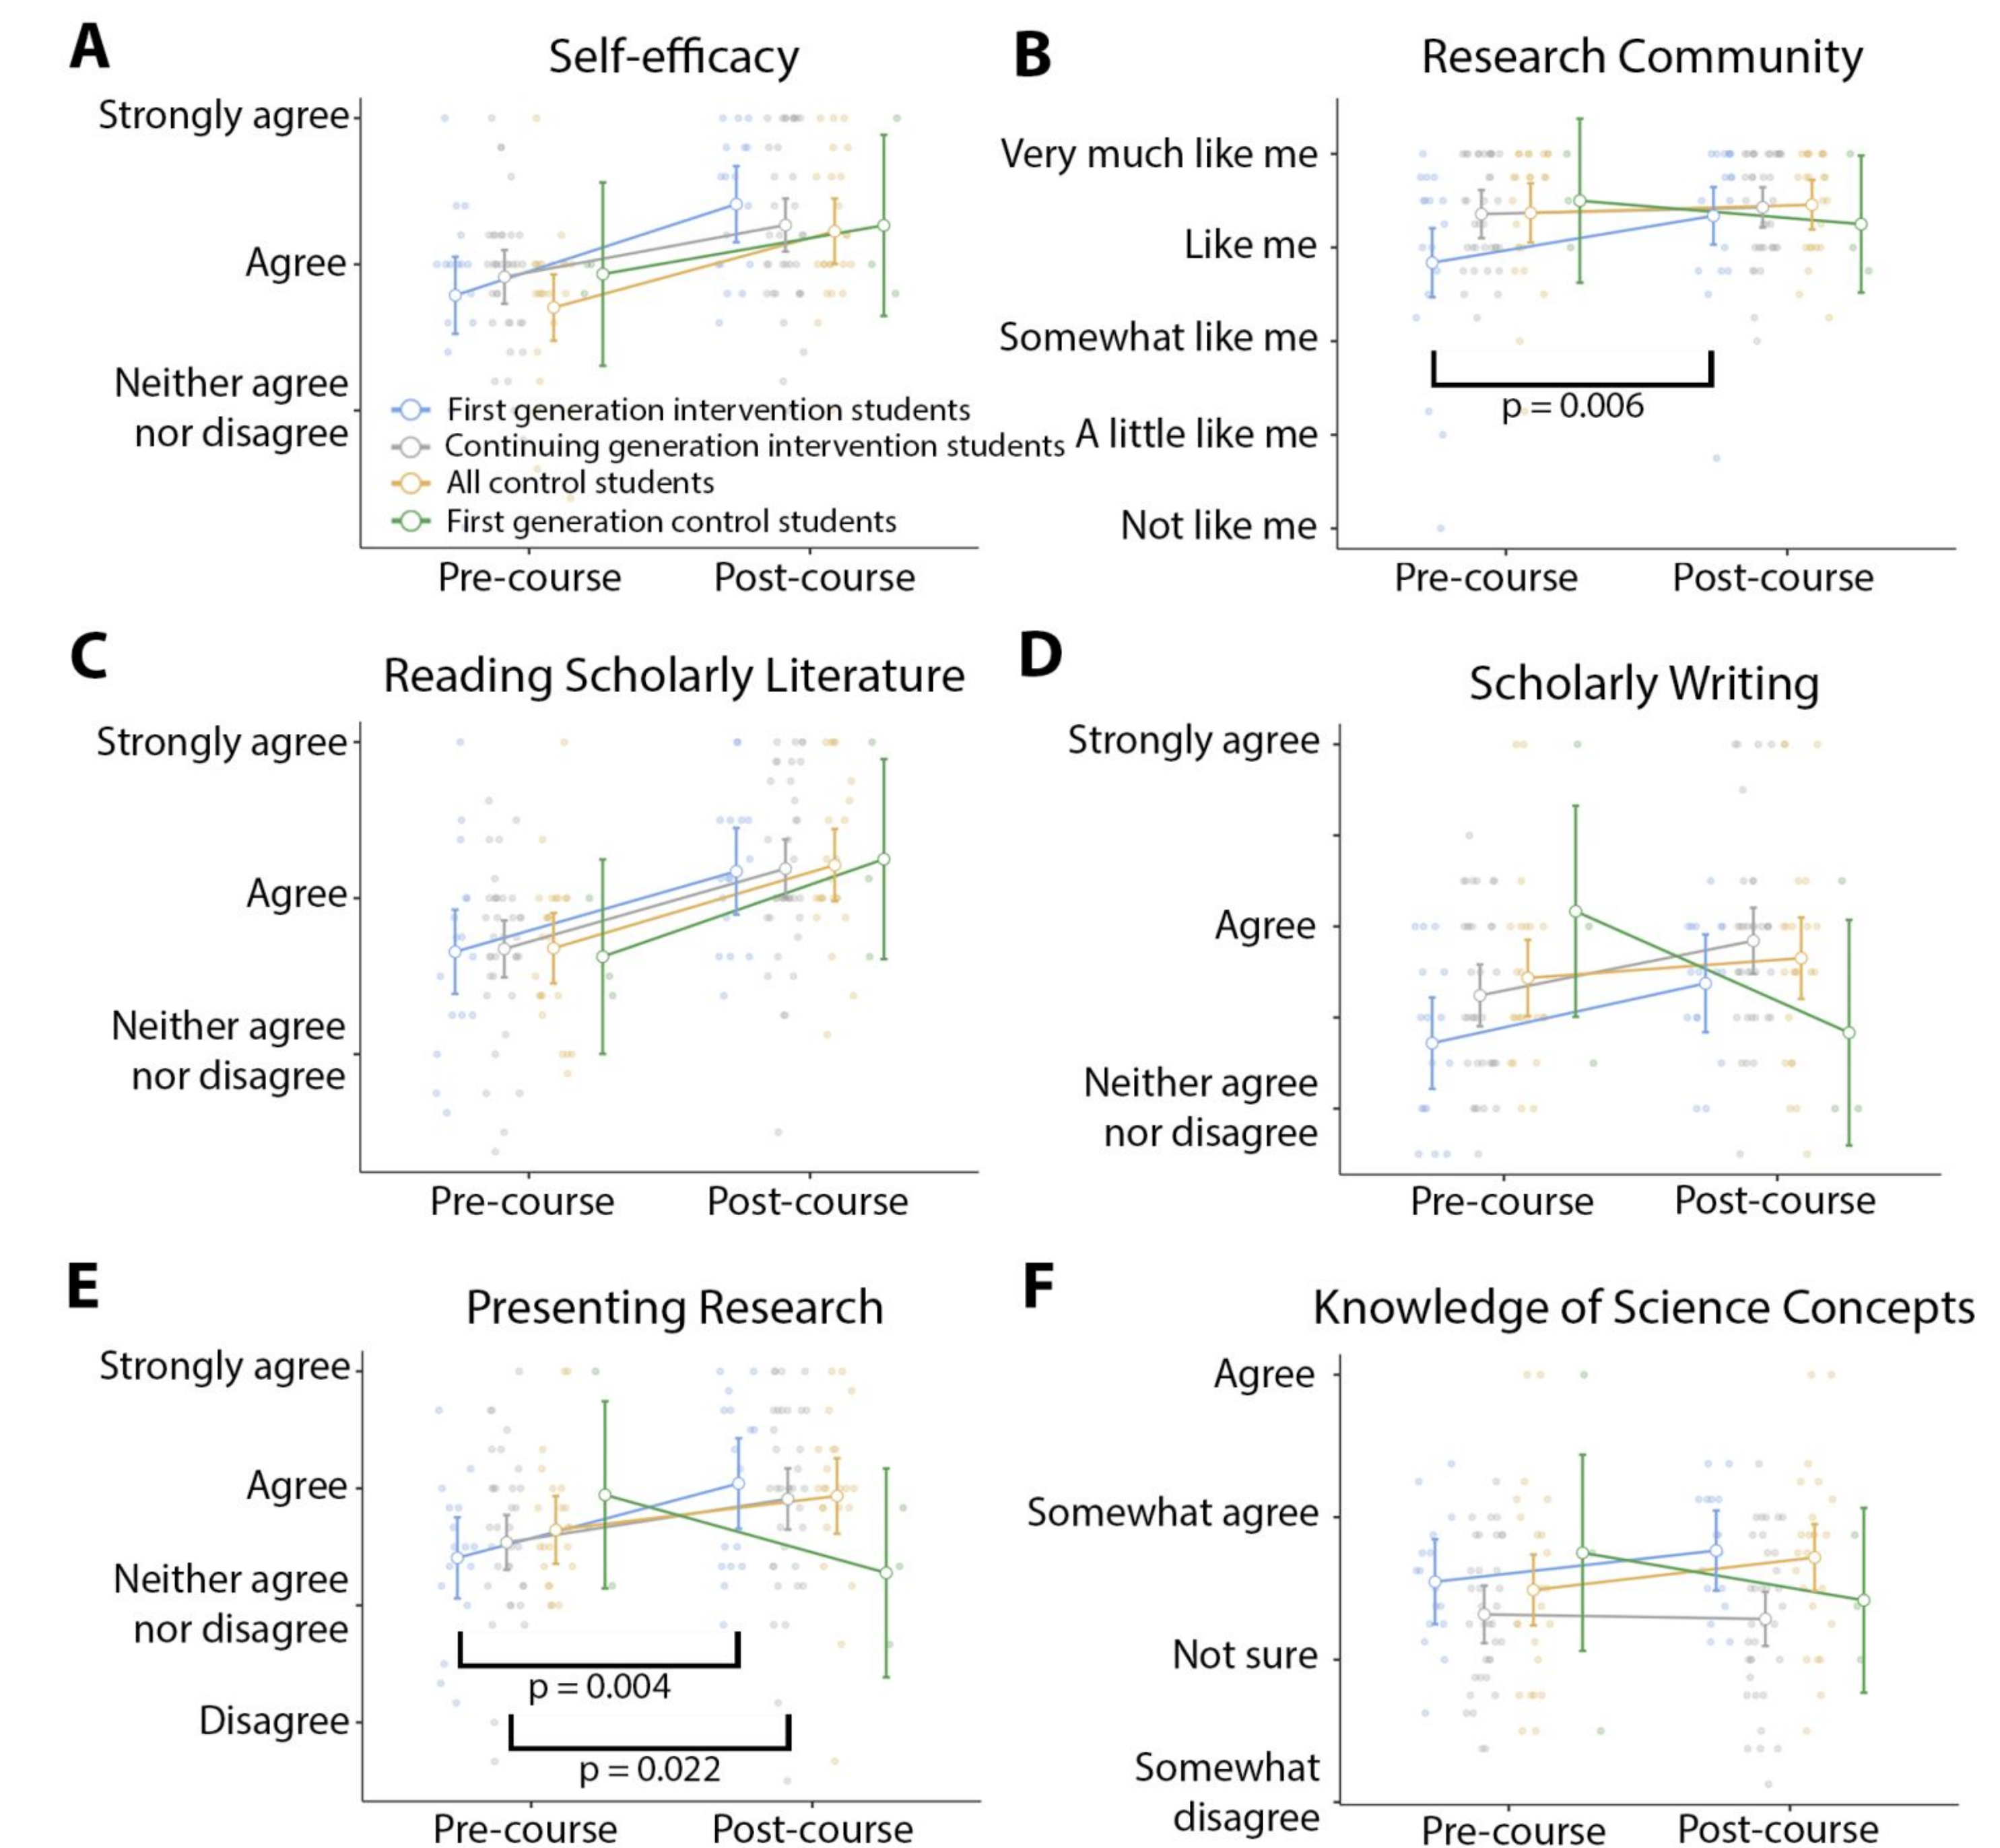 A
Self-efficacy
Strongly agree
Agree
Neither agree
nor disagree
First generation intervention students
Continuing generation intervention students
All control students
First generation control students
Pre-course
Post-course
B
Research Community
Very much like me
Like me
Somewhat like me
A little like me
Not like me
p = 0.006
Pre-course
Post-course
C
Reading Scholarly Literature
Strongly agree
Agree
Neither agree
nor disagree
Pre-course
Post-course
D
Scholarly Writing
Strongly agree
Agree
Neither agree
nor disagree
Pre-course
Post-course
E
Presenting Research
Strongly agree
Agree
Neither agree
nor disagree
Disagree
p = 0.004
p = 0.022
Pre-course
Post-course
F
Knowledge of Science Concepts
Agree
Somewhat agree
Not sure
Somewhat
disagree
Pre-course
Post-course